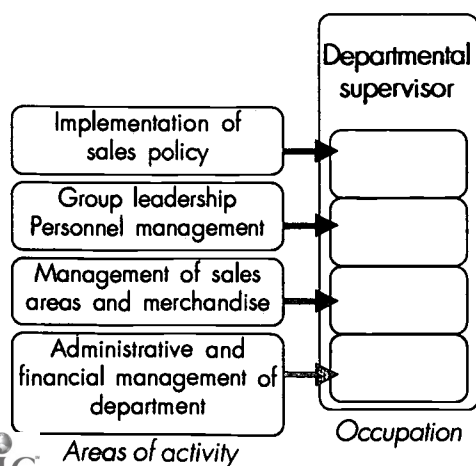 Departmental
supervisor
Implementation of
sales policy
Group leadership
Personnel management
Management of sales
areas and merchandise
Administrative and
financial management of
department
Areas of activity
Occupation